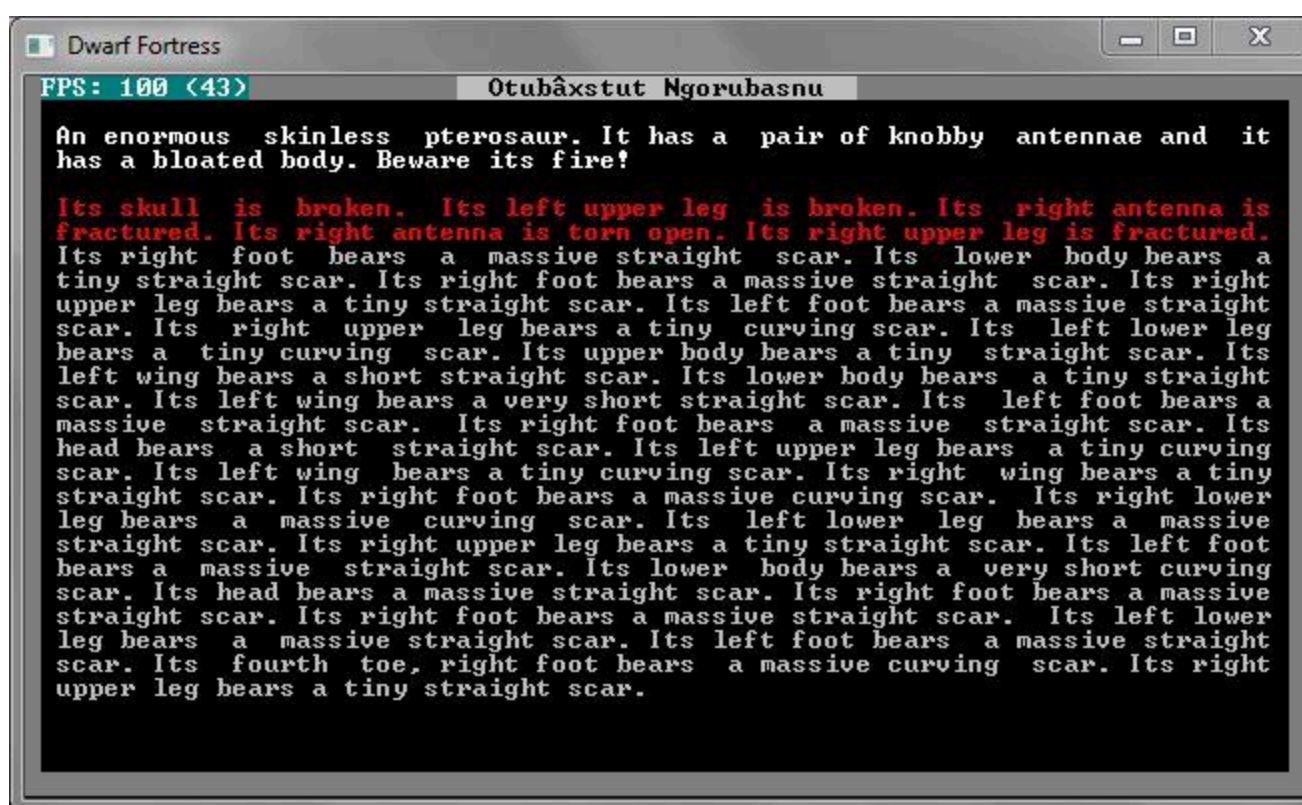 Dwarf Fortress
FPS: 100 (43) Otubâxstut Ngorubasnu
An enormous skinless pterosaur. It has a pair of knobby antennae and it
has a bloated body. Beware its fire!
Its skull is broken. Its left upper leg is broken. Its right antenna is
fractured. Its right antenna is torn open. Its right upper leg is fractured.
Its right foot bears a massive straight scar. Its lower body bears a
tiny straight scar. Its right foot bears a massive straight scar. Its right
upper leg bears a tiny straight scar. Its left foot bears a massive straight
scar. Its right upper leg bears a tiny curving scar. Its left lower leg
bears a tiny curving scar. Its upper body bears a tiny straight scar. Its
left wing bears a short straight scar. Its lower body bears a tiny straight
scar. Its left wing bears a very short straight scar. Its left foot bears a
massive straight scar. Its right foot bears a massive straight scar. Its
head bears a short straight scar. Its left upper leg bears a tiny curving
scar. Its left wing bears a tiny curving scar. Its right wing bears a tiny
straight scar. Its right foot bears a massive curving scar. Its right lower
leg bears a massive curving scar. Its left lower leg bears a massive
straight scar. Its right upper leg bears a tiny straight scar. Its left foot
bears a massive straight scar. Its lower body bears a very short curving
scar. Its head bears a massive straight scar. Its right foot bears a massive
straight scar. Its right foot bears a massive straight scar. Its left lower
leg bears a massive straight scar. Its left foot bears a massive straight
scar. Its fourth toe, right foot bears a massive curving scar. Its right
upper leg bears a tiny straight scar.